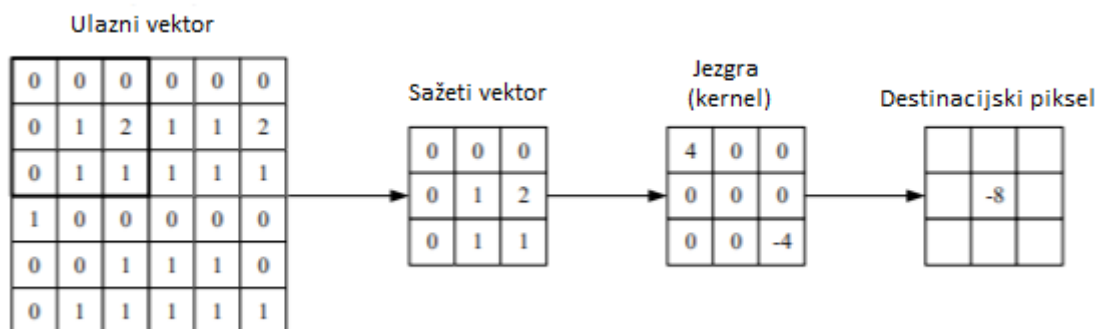 Ulazni vektor
0 0 0 0 0 0
0 1 2 1 1 2
0 1 1 1 1 1
1 0 0 0 0 0
0 0 1 1 1 0
0 1 1 1 1 1
Sažeti vektor
0 0 0
0 1 2
0 1 1
Jezgra
(kernel)
4 0 0
0 0 0
0 0 -4
Destinacijski piksel
-8